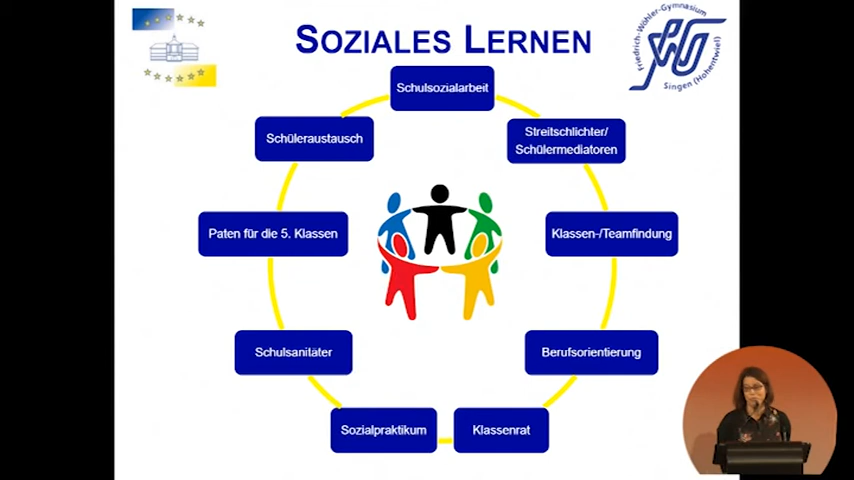 SOZIALES LERNEN
Friedrich-Wöhler-Gymnasium
Singen (Hohentwiel)
Schulsozialarbeit
Streitschlichter/
Schülermediatoren
Klassen-/Teamfindung
Berufsorientierung
Klassenrat
Sozialpraktikum
Schulsanitäter
Paten für die 5. Klassen
Schüleraustausch